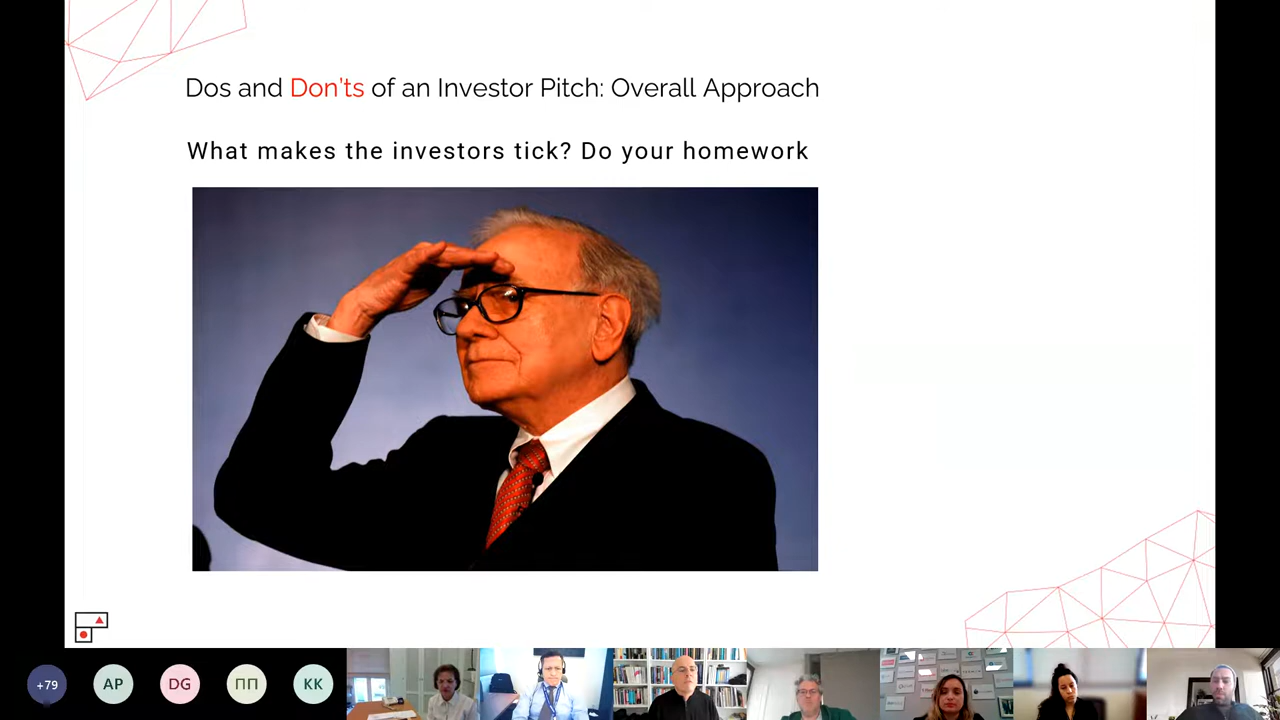 Dos and Don'ts of an Investor Pitch: Overall Approach
What makes the investors tick? Do your homework
+79
AP
DG
ПП
KK